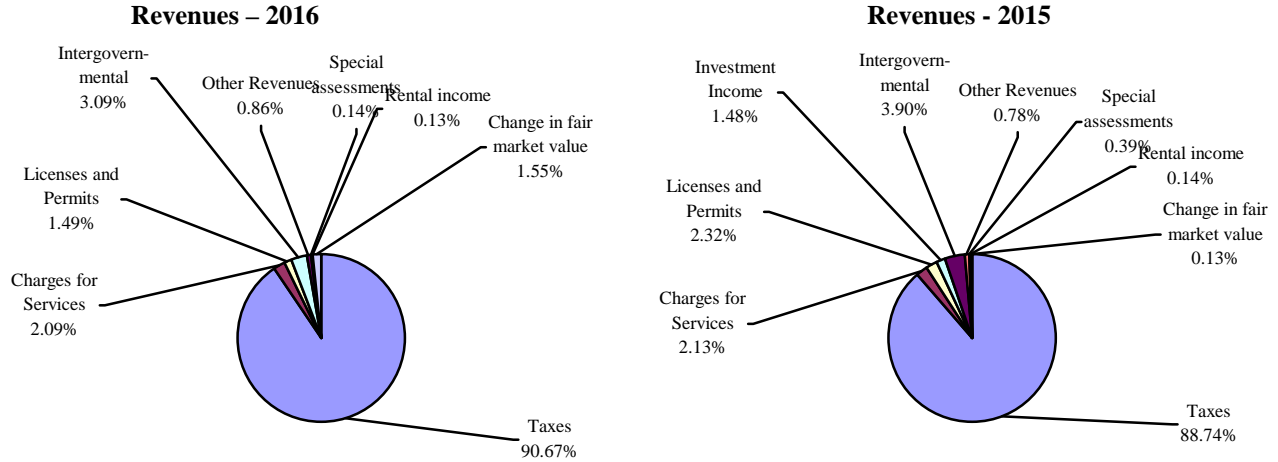 Revenues – 2016
Intergovern-
mental
3.09%
Other Revenues
0.86%
Special
assessments
0.14%
Rental income
0.13%
Change in fair
market value
1.55%
Licenses and
Permits
1.49%
Charges for
Services
2.09%
Taxes
90.67%
Revenues - 2015
Investment
Income
1.48%
Intergovern-
mental
3.90%
Other Revenues
0.78%
Special
assessments
0.39%
Rental income
0.14%
Change in fair
market value
0.13%
Licenses and
Permits
2.32%
Charges for
Services
2.13%
Taxes
88.74%